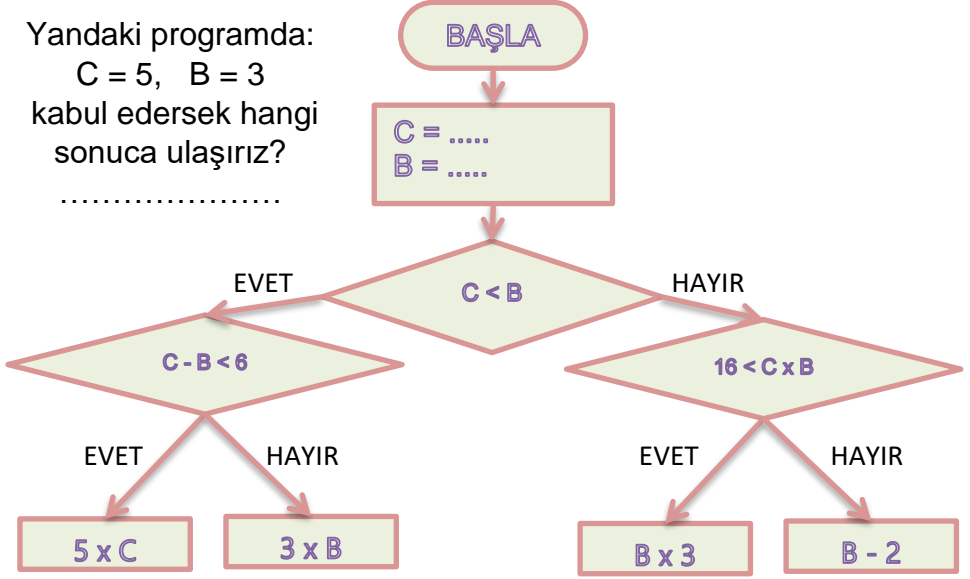 Yandaki programda:
C = 5, B = 3
kabul edersek hangi
sonuca ulaşırız?
…………………
BAŞLA
C = .....
B = .....
C < B
EVET
HAYIR
C - B < 6
16 < C x B
EVET
HAYIR
EVET
HAYIR
5 x C
3 x B
B x 3
B - 2